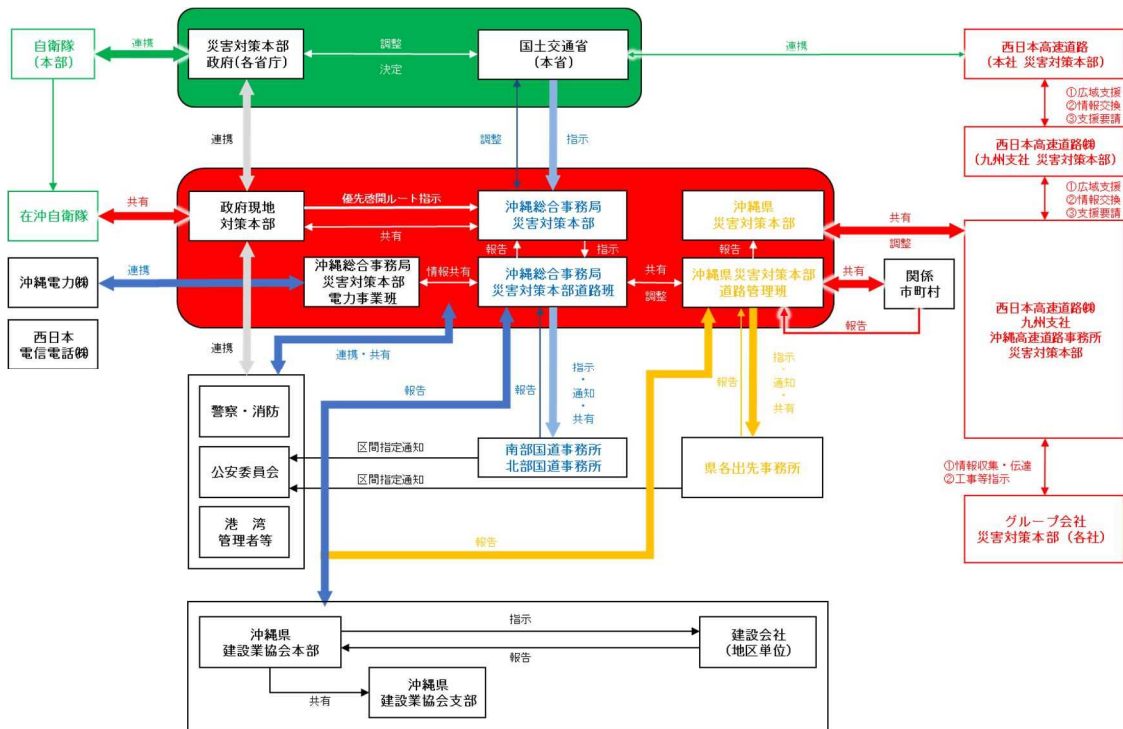 自衛隊
(本部)
連携
災害対策本部
政府(各省庁)
調整
決定
国土交通省
(本省)
連携
西日本高速道路
(本社 災害対策本部)
①広域支援
②情報交換
③支援要請
連携
調整
指示
西日本高速道路㈱
(九州支社 災害対策本部)
①広域支援
②情報交換
③支援要請
在沖自衛隊
共有
政府現地
対策本部
優先啓開ルート指示
共有
沖縄総合事務局
災害対策本部
沖縄県
災害対策本部
共有
調整
報告
指示
報告
沖縄電力㈱
連携
沖縄総合事務局
災害対策本部
電力事業班
情報共有
沖縄総合事務局
災害対策本部道路班
共有
調整
沖縄県災害対策本部
道路管理班
共有
関係
市町村
報告
西日本
電信電話㈱
西日本高速道路㈱
九州支社
沖縄高速道路事務所
災害対策本部
連携
連携・共有
報告
報告
指示
・
通知
・
共有
報告
指示
・
通知
・
共有
警察・消防
公安委員会
港 湾
管理者等
区間指定通知
区間指定通知
南部国道事務所
北部国道事務所
県各出先事務所
①情報収集・伝達
②工事等指示
グループ会社
災害対策本部（各社）
報告
沖縄県
建設業協会本部
指示
報告
建設会社
(地区単位)
共有
沖縄県
建設業協会支部